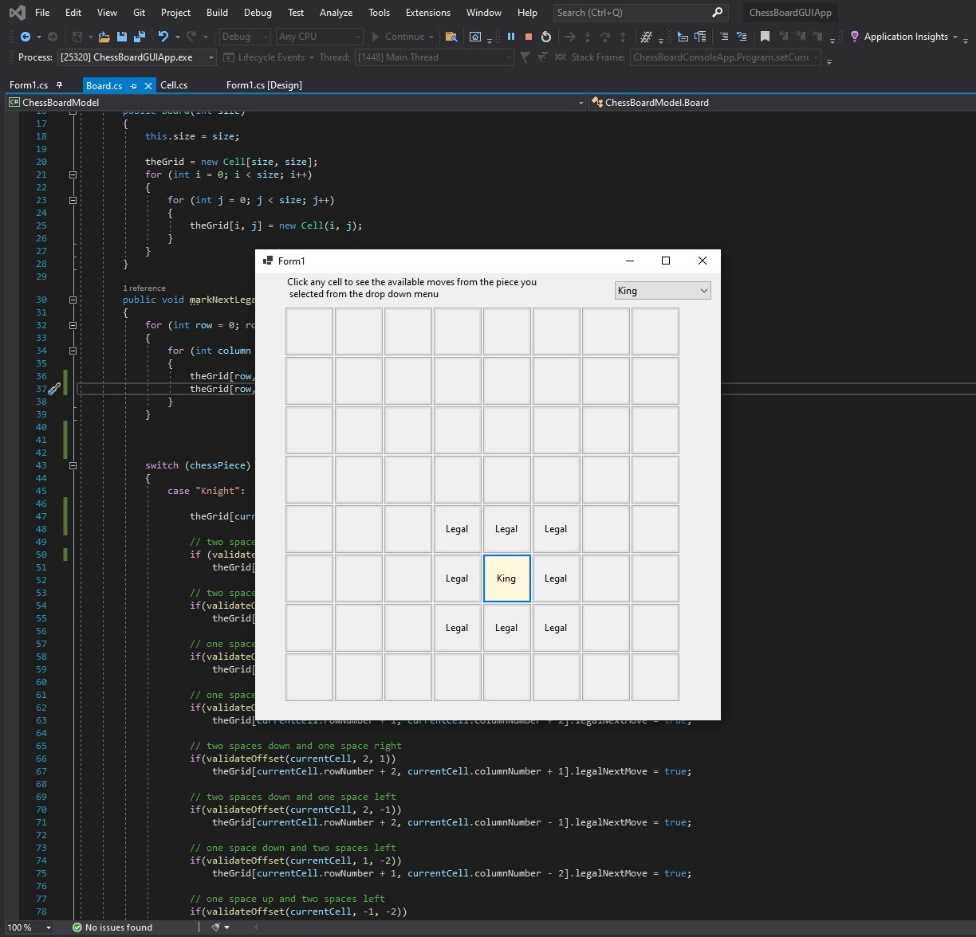 File Edit View Git Project Build Debug Test Analyze Tools Extensions Window Help Search (Ctrl+Q) ChessBoardGUIApp
Debug Any CPU Continue Application Insights
Process: [25320] ChessBoardGUIApp.exe Lifecycle Events Thread: [1448] Main Thread Stack Frame: ChessBoardConsoleApp.Program.setCurr
Form1.cs Board.cs Cell.cs Form1.cs [Design]
ChessBoardModel ChessBoardModel.Board
16 public Board(int size)
17 {
18 this.size = size;
19
20 theGrid = new Cell[size, size];
21 for (int i = 0; i < size; i++)
22 {
23 for (int j = 0; j < size; j++)
24 {
25 theGrid[i, j] = new Cell(i, j);
26 }
27 }
28 }
29
1 reference
30 public void markNextLega
31 {
32 for (int row = 0; ro
33 {
34 for (int column
35 {
36 theGrid[row,
37 theGrid[row,
38 }
39 }
40
41
42
43 switch (chessPiece)
44 {
45 case "Knight":
46
47 theGrid[curr
48
49 // two space
50 if (validate
51 theGrid[
52
53 // two space
54 if(validateO
55 theGrid[
56
57 // one space
58 if(validateO
59 theGrid[
60
61 // one space
62 if(validateO
63 theGrid[currentCell.rowNumber + 1, currentCell.columnNumber + 2].legalNextMove = true;
64
65 // two spaces down and one space right
66 if(validateOffset(currentCell, 2, 1))
67 theGrid[currentCell.rowNumber + 2, currentCell.columnNumber + 1].legalNextMove = true;
68
69 // two spaces down and one space left
70 if(validateOffset(currentCell, 2, -1))
71 theGrid[currentCell.rowNumber + 2, currentCell.columnNumber - 1].legalNextMove = true;
72
73 // one space down and two spaces left
74 if(validateOffset(currentCell, 1, -2))
75 theGrid[currentCell.rowNumber + 1, currentCell.columnNumber - 2].legalNextMove = true;
76
77 // one space up and two spaces left
78 if(validateOffset(currentCell, -1, -2))
Form1
Click any cell to see the available moves from the piece you
selected from the drop down menu
King
Legal Legal Legal
Legal King Legal
Legal Legal Legal
100 % No issues found